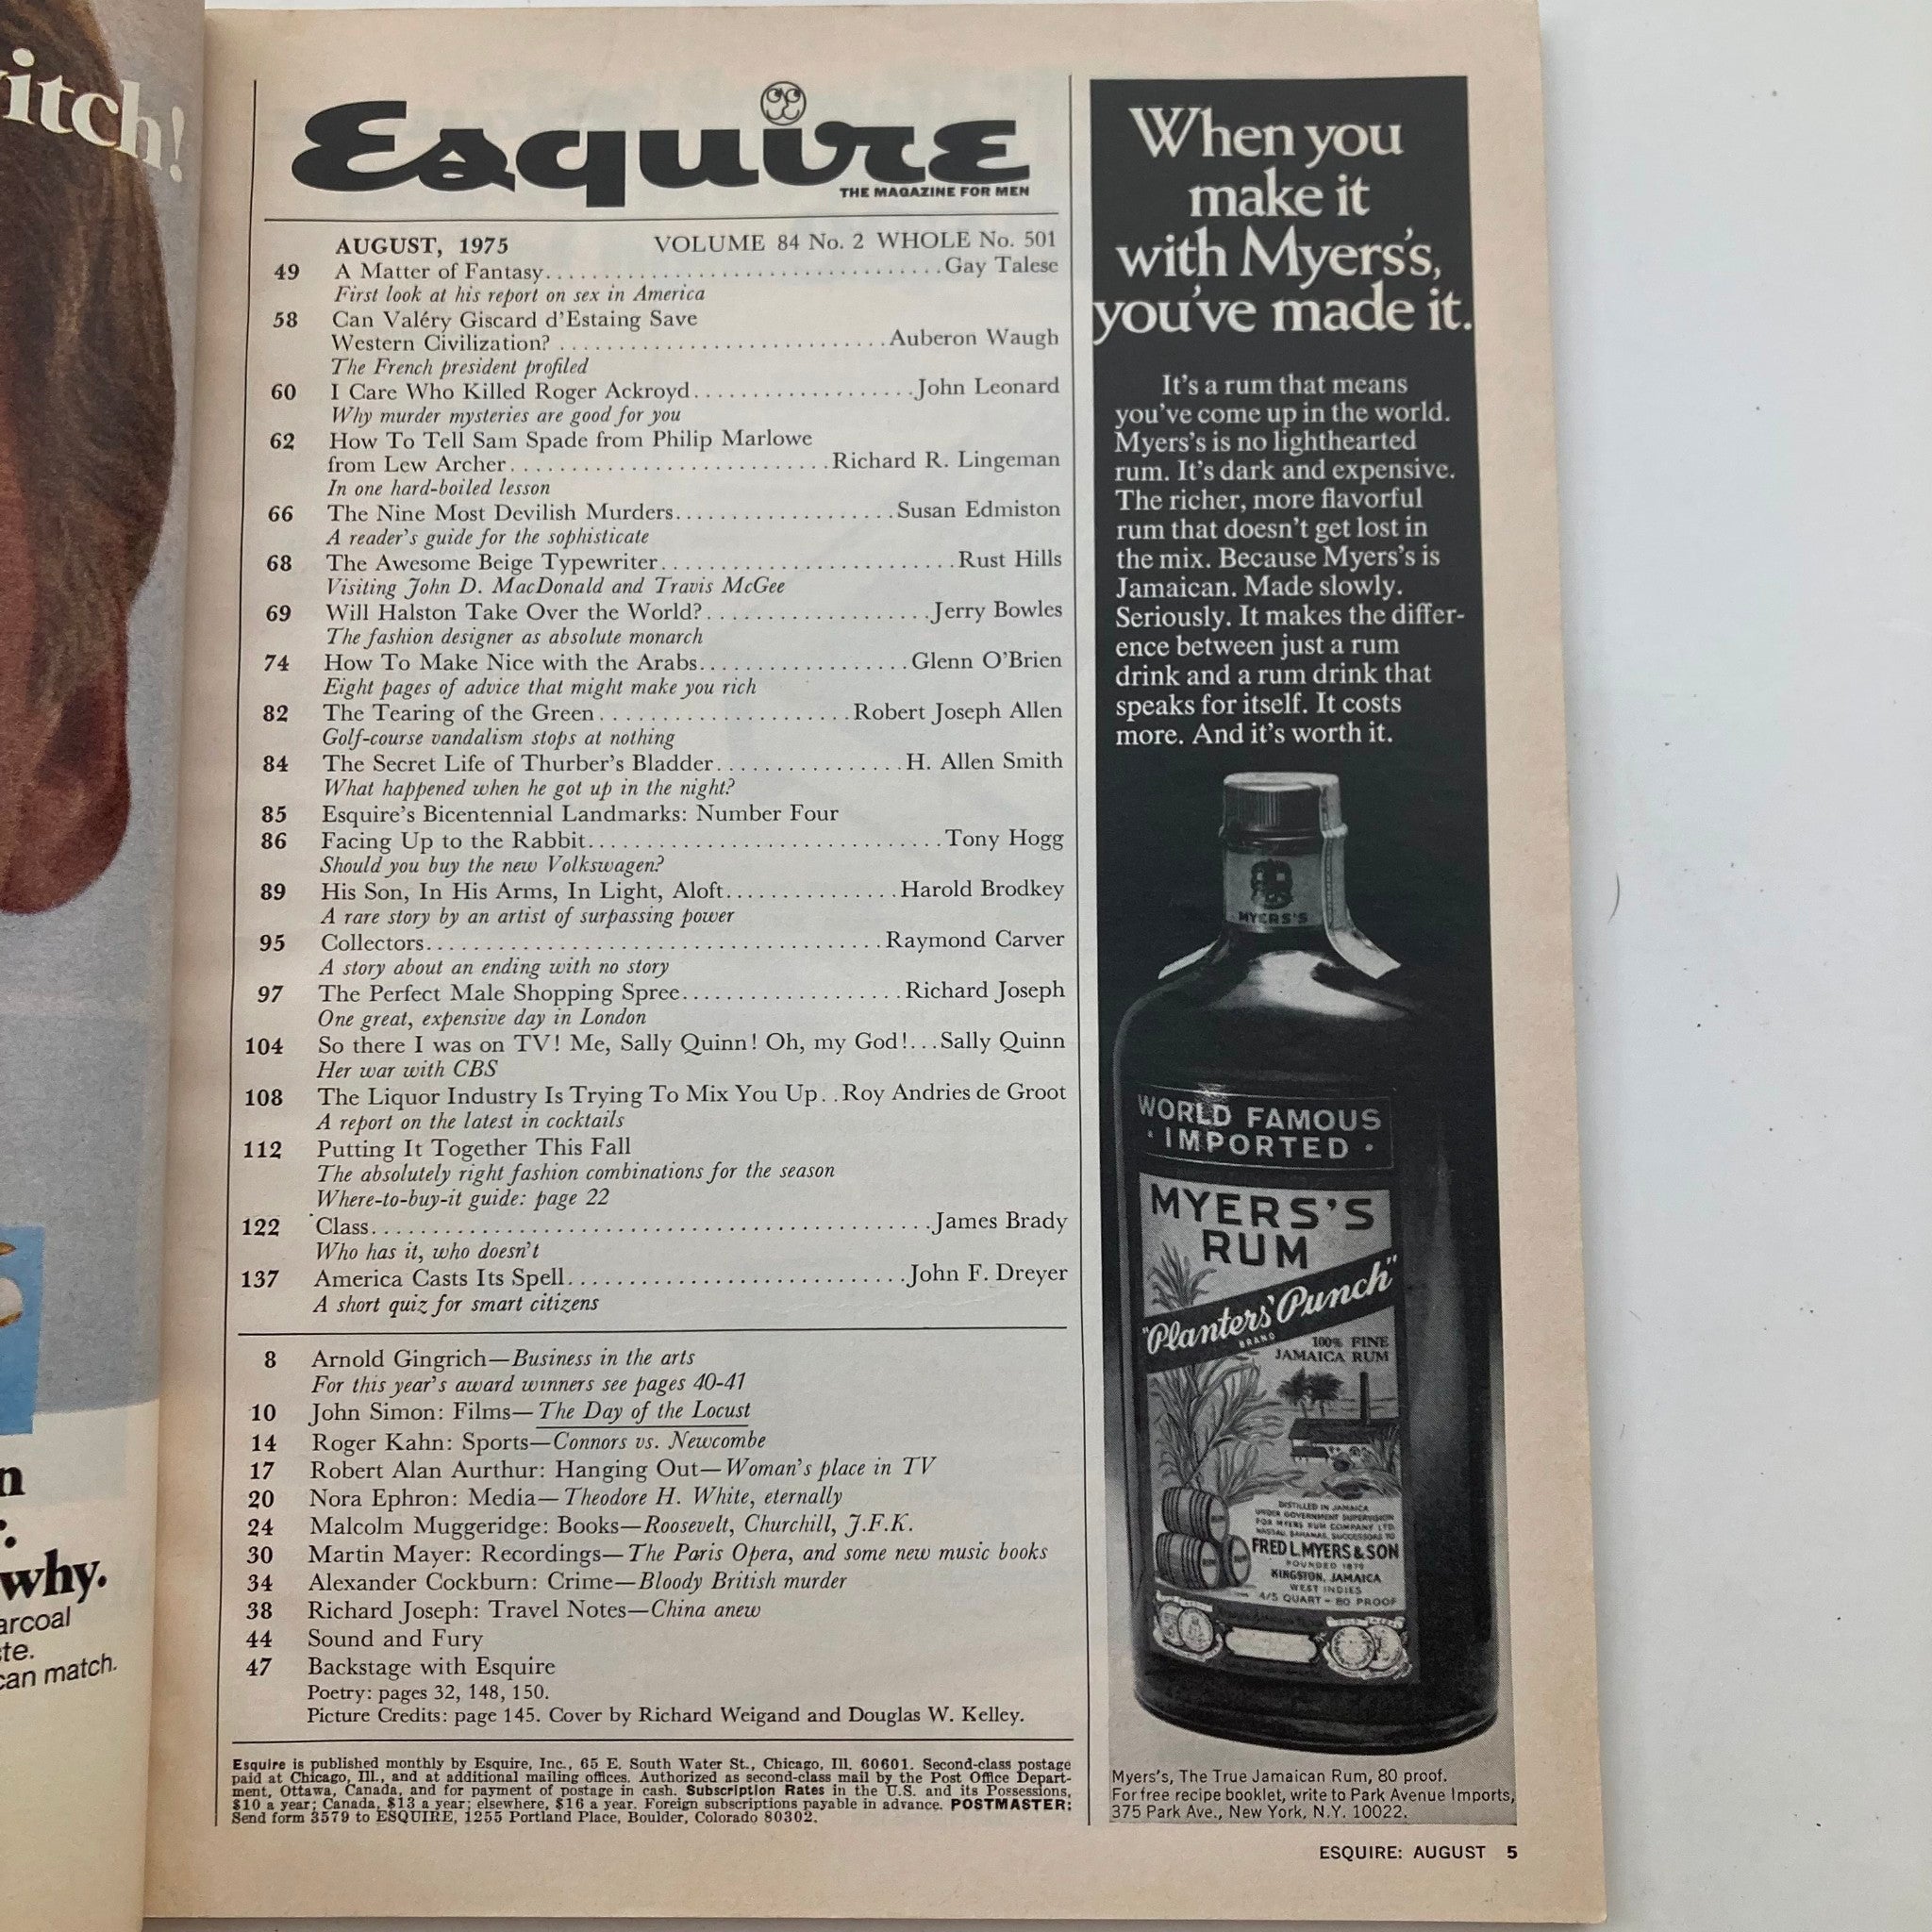 itch!
n
why.
arcoal
te.
can match.
Esquire
THE MAGAZINE FOR MEN
AUGUST, 1975 VOLUME 84 No. 2 WHOLE No. 501
49 A Matter of Fantasy................................Gay Talese
First look at his report on sex in America
58 Can Valéry Giscard d'Estaing Save
Western Civilization? ..........................Auberon Waugh
The French president profiled
60 I Care Who Killed Roger Ackroyd...................John Leonard
Why murder mysteries are good for you
62 How To Tell Sam Spade from Philip Marlowe
from Lew Archer...........................Richard R. Lingeman
In one hard-boiled lesson
66 The Nine Most Devilish Murders...................Susan Edmiston
A reader's guide for the sophisticate
68 The Awesome Beige Typewriter.........................Rust Hills
Visiting John D. MacDonald and Travis McGee
69 Will Halston Take Over the World?...................Jerry Bowles
The fashion designer as absolute monarch
74 How To Make Nice with the Arabs..................Glenn O'Brien
Eight pages of advice that might make you rich
82 The Tearing of the Green.....................Robert Joseph Allen
Golf-course vandalism stops at nothing
84 The Secret Life of Thurber's Bladder................H. Allen Smith
What happened when he got up in the night?
85 Esquire's Bicentennial Landmarks: Number Four
86 Facing Up to the Rabbit..............................Tony Hogg
Should you buy the new Volkswagen?
89 His Son, In His Arms, In Light, Aloft...............Harold Brodkey
A rare story by an artist of surpassing power
95 Collectors......................................Raymond Carver
A story about an ending with no story
97 The Perfect Male Shopping Spree...................Richard Joseph
One great, expensive day in London
104 So there I was on TV! Me, Sally Quinn! Oh, my God!...Sally Quinn
Her war with CBS
108 The Liquor Industry Is Trying To Mix You Up..Roy Andries de Groot
A report on the latest in cocktails
112 Putting It Together This Fall
The absolutely right fashion combinations for the season
Where-to-buy-it guide: page 22
122 Class..............................................James Brady
Who has it, who doesn't
137 America Casts Its Spell............................John F. Dreyer
A short quiz for smart citizens
8 Arnold Gingrich—Business in the arts
For this year's award winners see pages 40-41
10 John Simon: Films—The Day of the Locust
14 Roger Kahn: Sports—Connors vs. Newcombe
17 Robert Alan Aurthur: Hanging Out—Woman's place in TV
20 Nora Ephron: Media—Theodore H. White, eternally
24 Malcolm Muggeridge: Books—Roosevelt, Churchill, J.F.K.
30 Martin Mayer: Recordings—The Paris Opera, and some new music books
34 Alexander Cockburn: Crime—Bloody British murder
38 Richard Joseph: Travel Notes—China anew
44 Sound and Fury
47 Backstage with Esquire
Poetry: pages 32, 148, 150.
Picture Credits: page 145. Cover by Richard Weigand and Douglas W. Kelley.
Esquire is published monthly by Esquire, Inc., 65 E. South Water St., Chicago, Ill. 60601. Second-class postage
paid at Chicago, Ill., and at additional mailing offices. Authorized as second-class mail by the Post Office Depart-
ment, Ottawa, Canada, and for payment of postage in cash. Subscription Rates in the U.S. and its Possessions,
$10 a year; Canada, $13 a year; elsewhere, $16 a year. Foreign subscriptions payable in advance. POSTMASTER:
Send form 3579 to ESQUIRE, 1255 Portland Place, Boulder, Colorado 80302.
When you
make it
with Myers's,
you've made it.
It's a rum that means
you've come up in the world.
Myers's is no lighthearted
rum. It's dark and expensive.
The richer, more flavorful
rum that doesn't get lost in
the mix. Because Myers's is
Jamaican. Made slowly.
Seriously. It makes the differ-
ence between just a rum
drink and a rum drink that
speaks for itself. It costs
more. And it's worth it.
MYERS'S
WORLD FAMOUS
· IMPORTED ·
MYERS'S
RUM
"Planters' Punch"
BRAND
100% FINE
JAMAICA RUM
DISTILLED IN JAMAICA
UNDER GOVERNMENT SUPERVISION
FOR MYERS RUM COMPANY LTD.
NASSAU, BAHAMAS, SUCCESSORS TO
FRED L. MYERS & SON
FOUNDED 1879
KINGSTON, JAMAICA
WEST INDIES
4/5 QUART - 80 PROOF
RUM
RUM
RUM
Myers's, The True Jamaican Rum, 80 proof.
For free recipe booklet, write to Park Avenue Imports,
375 Park Ave., New York, N.Y. 10022.
ESQUIRE: AUGUST 5